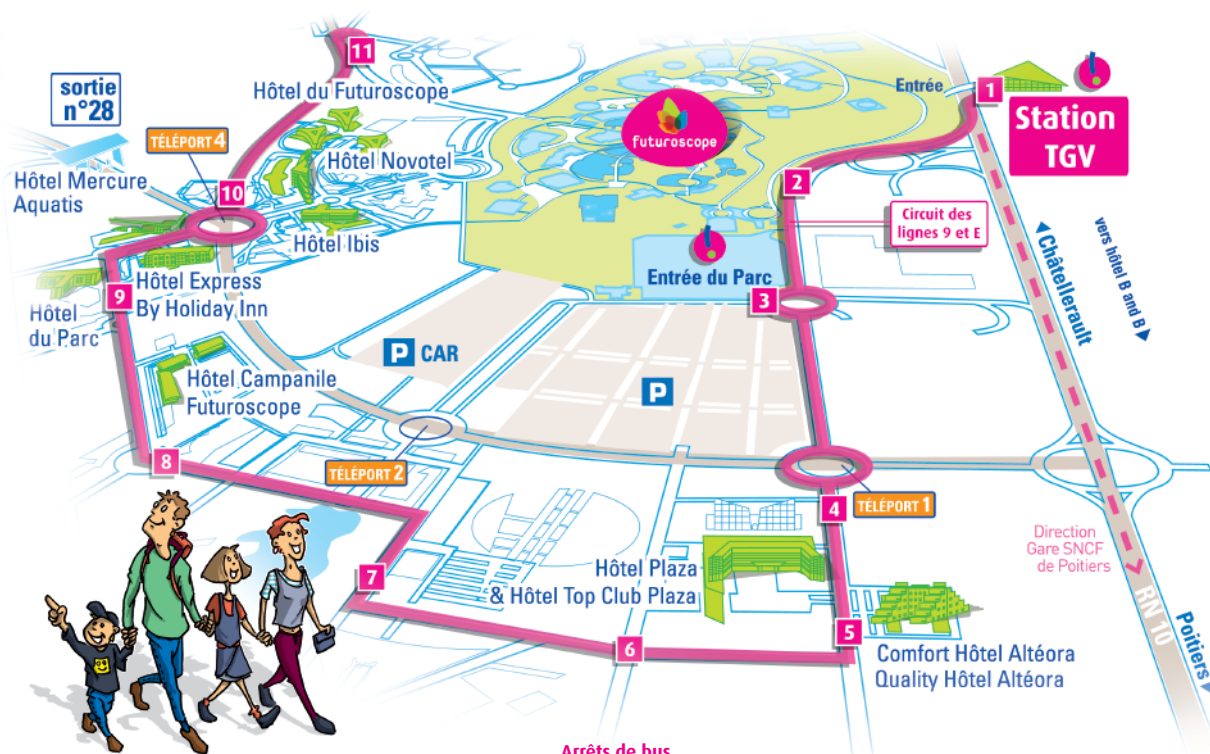 11
Hôtel du Futuroscope
sortie
n°28
TÉLÉPORT 4
Hôtel Novotel
Hôtel Mercure
Aquatis
10
Hôtel Ibis
Hôtel Express
By Holiday Inn
9
Hôtel
du Parc
Hôtel Campanile
Futuroscope
8
futuroscope
Entrée
1
Station
TGV
2
Circuit des
lignes 9 et E
Entrée du Parc
3
Châtellerault
vers hôtel B and B
P CAR
P
TÉLÉPORT 2
TÉLÉPORT 1
4
Direction
Gare SNCF
de Poitiers
RN 10
Poitiers
Hôtel Plaza
& Hôtel Top Club Plaza
7
6
5
Comfort Hôtel Altéora
Quality Hôtel Altéora
Arrêts de bus